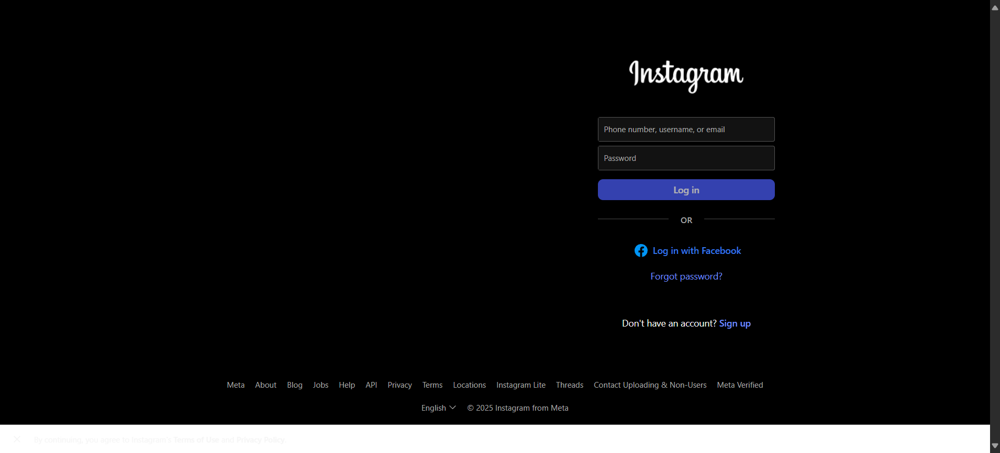 Instagram
Phone number, username, or email
Password
Log in
OR
Log in with Facebook
Forgot password?
Don't have an account? Sign up
Meta About Blog Jobs Help API Privacy Terms Locations Instagram Lite Threads Contact Uploading & Non-Users Meta Verified
English © 2025 Instagram from Meta
By continuing, you agree to Instagram's Terms of Use and Privacy Policy.